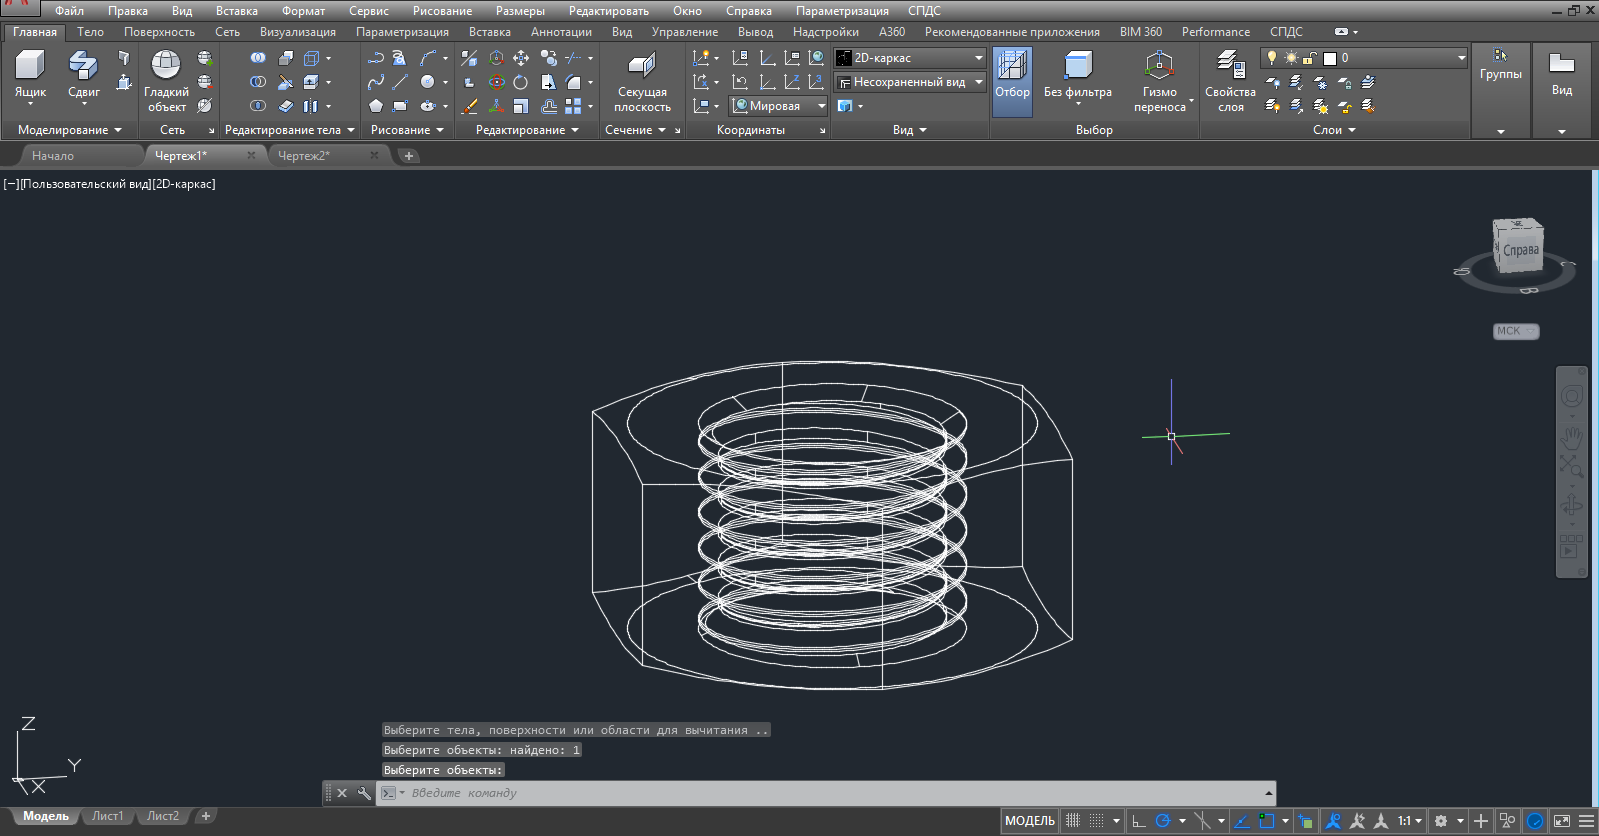 Файл Правка Вид Вставка Формат Сервис Рисование Размеры Редактировать Окно Справка Параметризация СПДС
Главная Тело Поверхность Сеть Визуализация Параметризация Вставка Аннотации Вид Управление Вывод Надстройки A360 Рекомендованные приложения BIM 360 Performance СПДС
2D-каркас
0
Несохраненный вид
Мировая
Ящик
Сдвиг
Гладкий объект
Секущая плоскость
Отбор
Без фильтра
Гизмо переноса
Свойства слоя
Группы
Вид
Моделирование
Сеть
Редактирование тела
Рисование
Редактирование
Сечение
Координаты
Вид
Выбор
Слои
Начало
Чертеж1*
Чертеж2*
[−][Пользовательский вид][2D-каркас]
Справа
Ю
В
С
МСК
Z
Y
X
Выберите тела, поверхности или области для вычитания ..
Выберите объекты: найдено: 1
Выберите объекты:
Введите команду
Модель Лист1 Лист2 +
МОДЕЛЬ
1:1